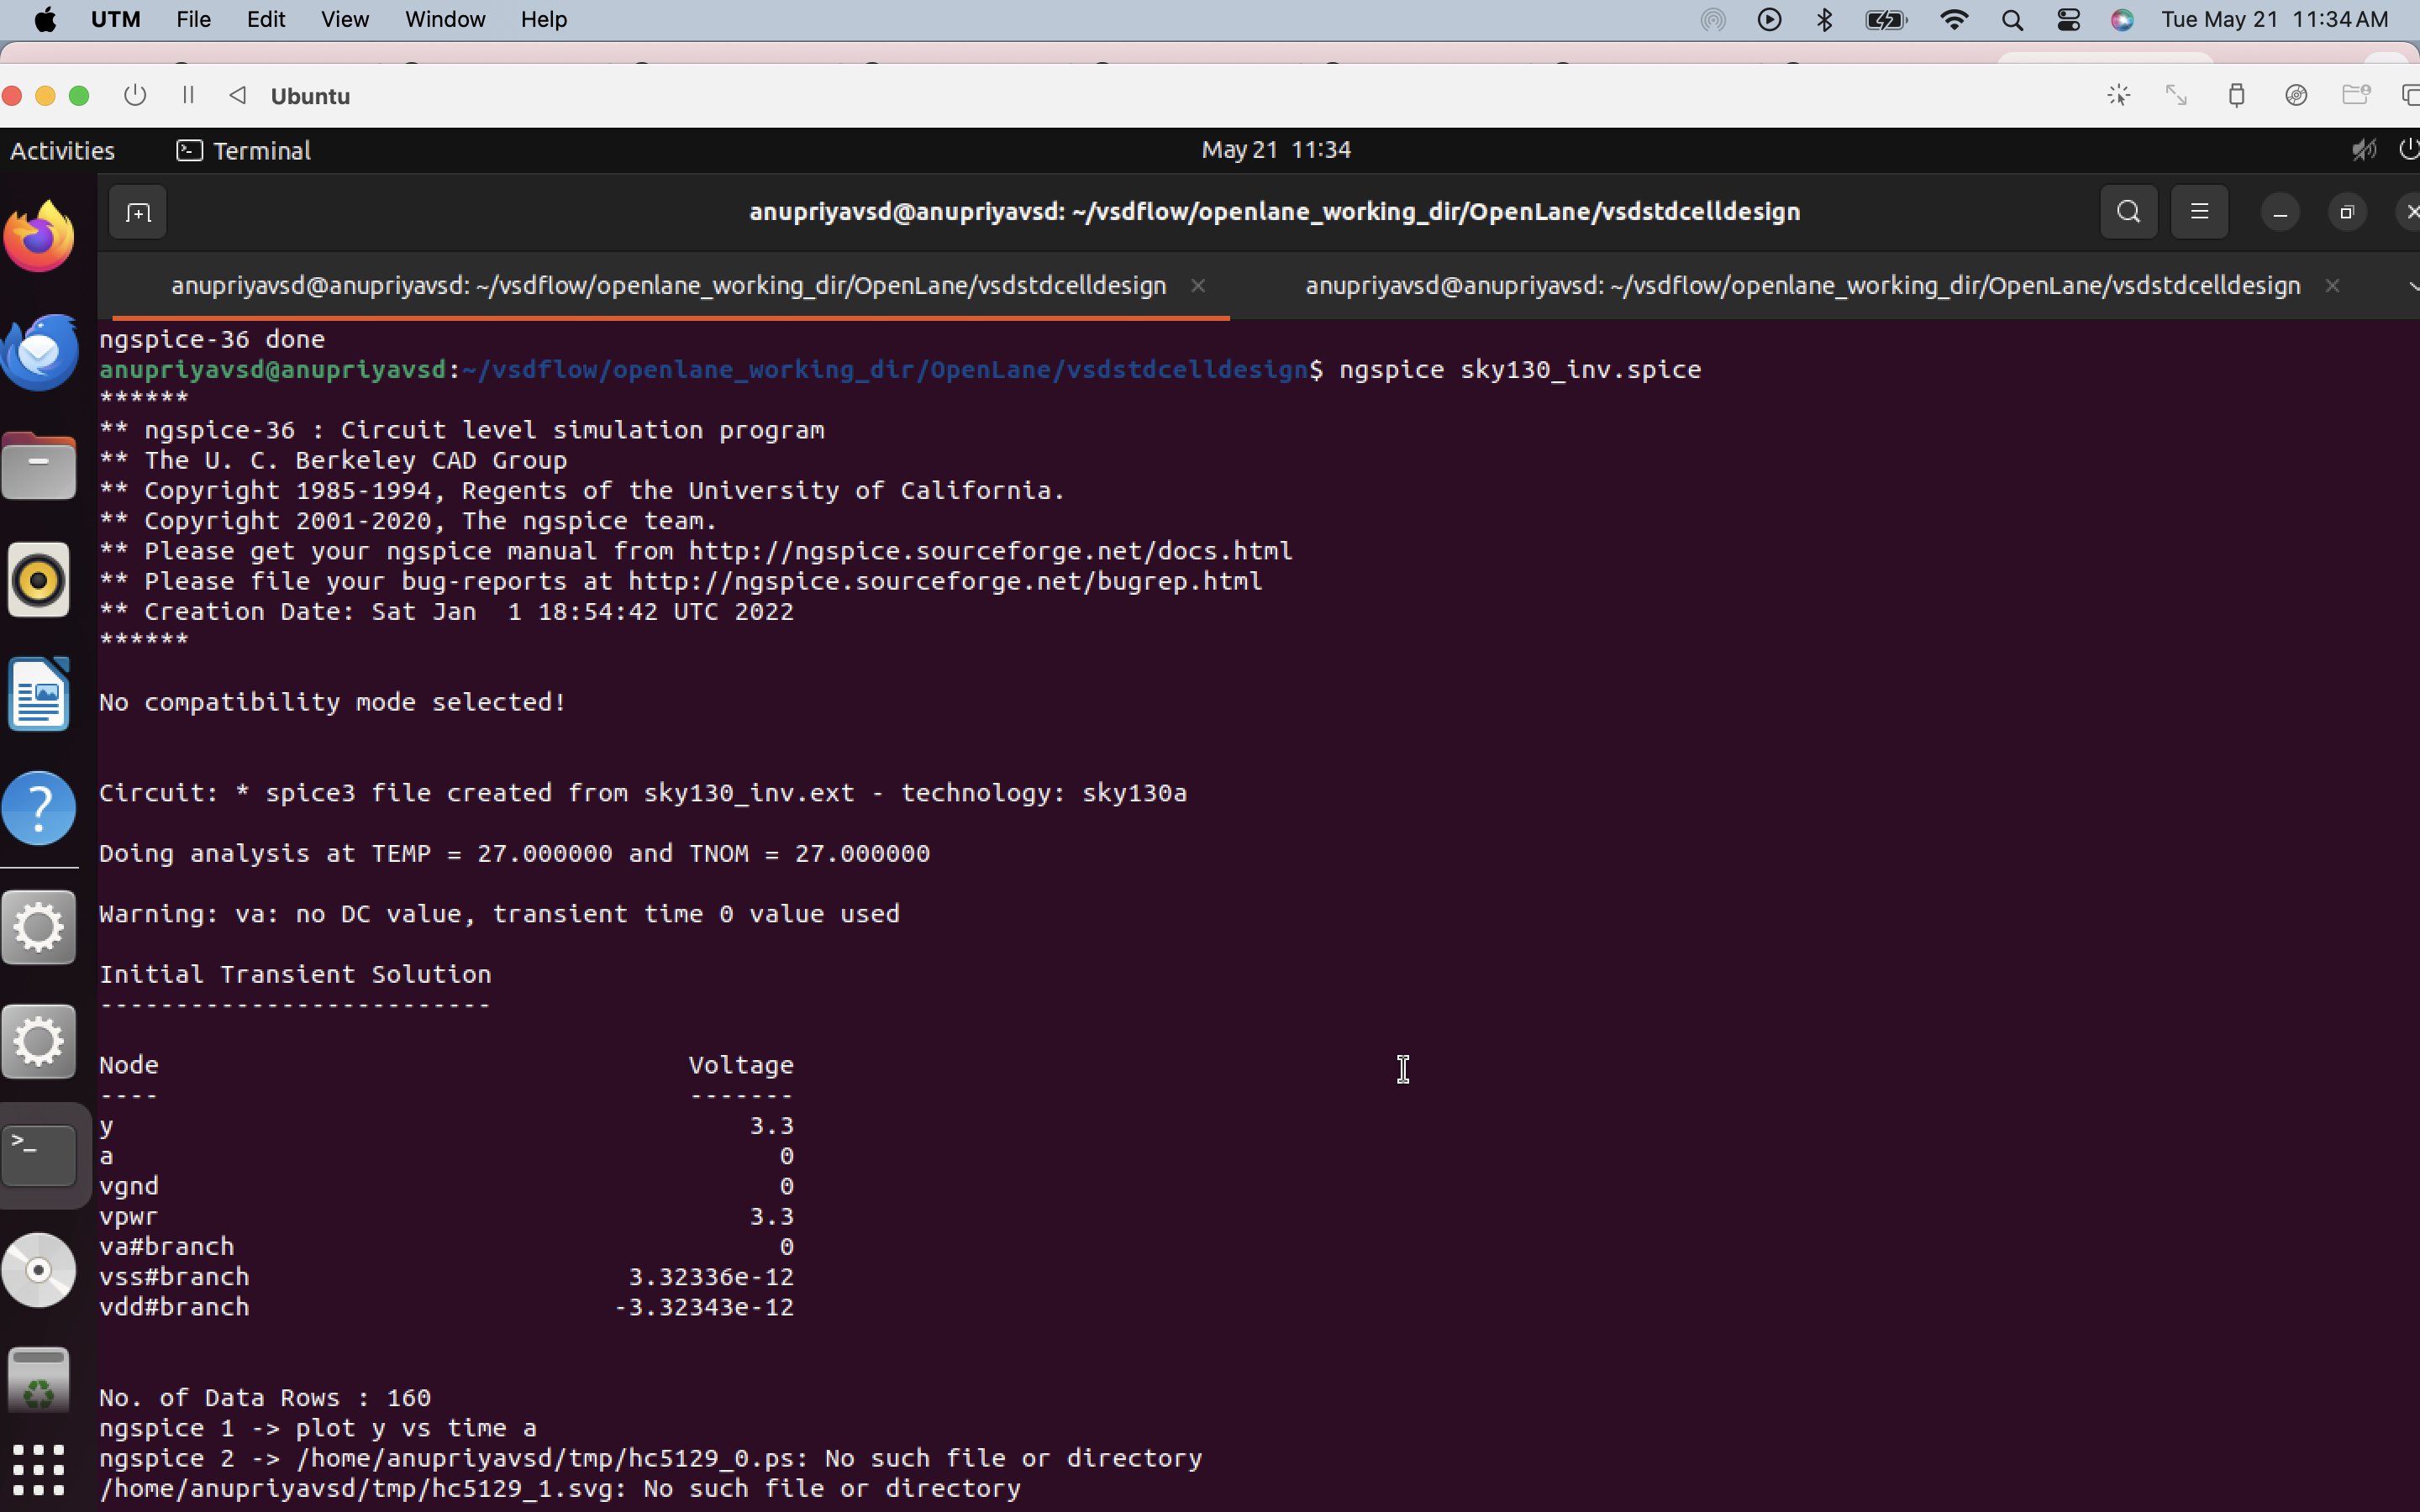 UTM File Edit View Window Help Tue May 21 11:34 AM
Ubuntu
Activities Terminal May 21 11:34
anupriyavsd@anupriyavsd: ~/vsdflow/openlane_working_dir/OpenLane/vsdstdcelldesign
anupriyavsd@anupriyavsd: ~/vsdflow/openlane_working_dir/OpenLane/vsdstdcelldesign anupriyavsd@anupriyavsd: ~/vsdflow/openlane_working_dir/OpenLane/vsdstdcelldesign
ngspice-36 done
anupriyavsd@anupriyavsd:~/vsdflow/openlane_working_dir/OpenLane/vsdstdcelldesign$ ngspice sky130_inv.spice
******
** ngspice-36 : Circuit level simulation program
** The U. C. Berkeley CAD Group
** Copyright 1985-1994, Regents of the University of California.
** Copyright 2001-2020, The ngspice team.
** Please get your ngspice manual from http://ngspice.sourceforge.net/docs.html
** Please file your bug-reports at http://ngspice.sourceforge.net/bugrep.html
** Creation Date: Sat Jan  1 18:54:42 UTC 2022
******
No compatibility mode selected!
Circuit: * spice3 file created from sky130_inv.ext - technology: sky130a
Doing analysis at TEMP = 27.000000 and TNOM = 27.000000
Warning: va: no DC value, transient time 0 value used
Initial Transient Solution
--------------------------
Node Voltage
---- -------
y 3.3
a 0
vgnd 0
vpwr 3.3
va#branch 0
vss#branch 3.32336e-12
vdd#branch -3.32343e-12
No. of Data Rows : 160
ngspice 1 -> plot y vs time a
ngspice 2 -> /home/anupriyavsd/tmp/hc5129_0.ps: No such file or directory
/home/anupriyavsd/tmp/hc5129_1.svg: No such file or directory